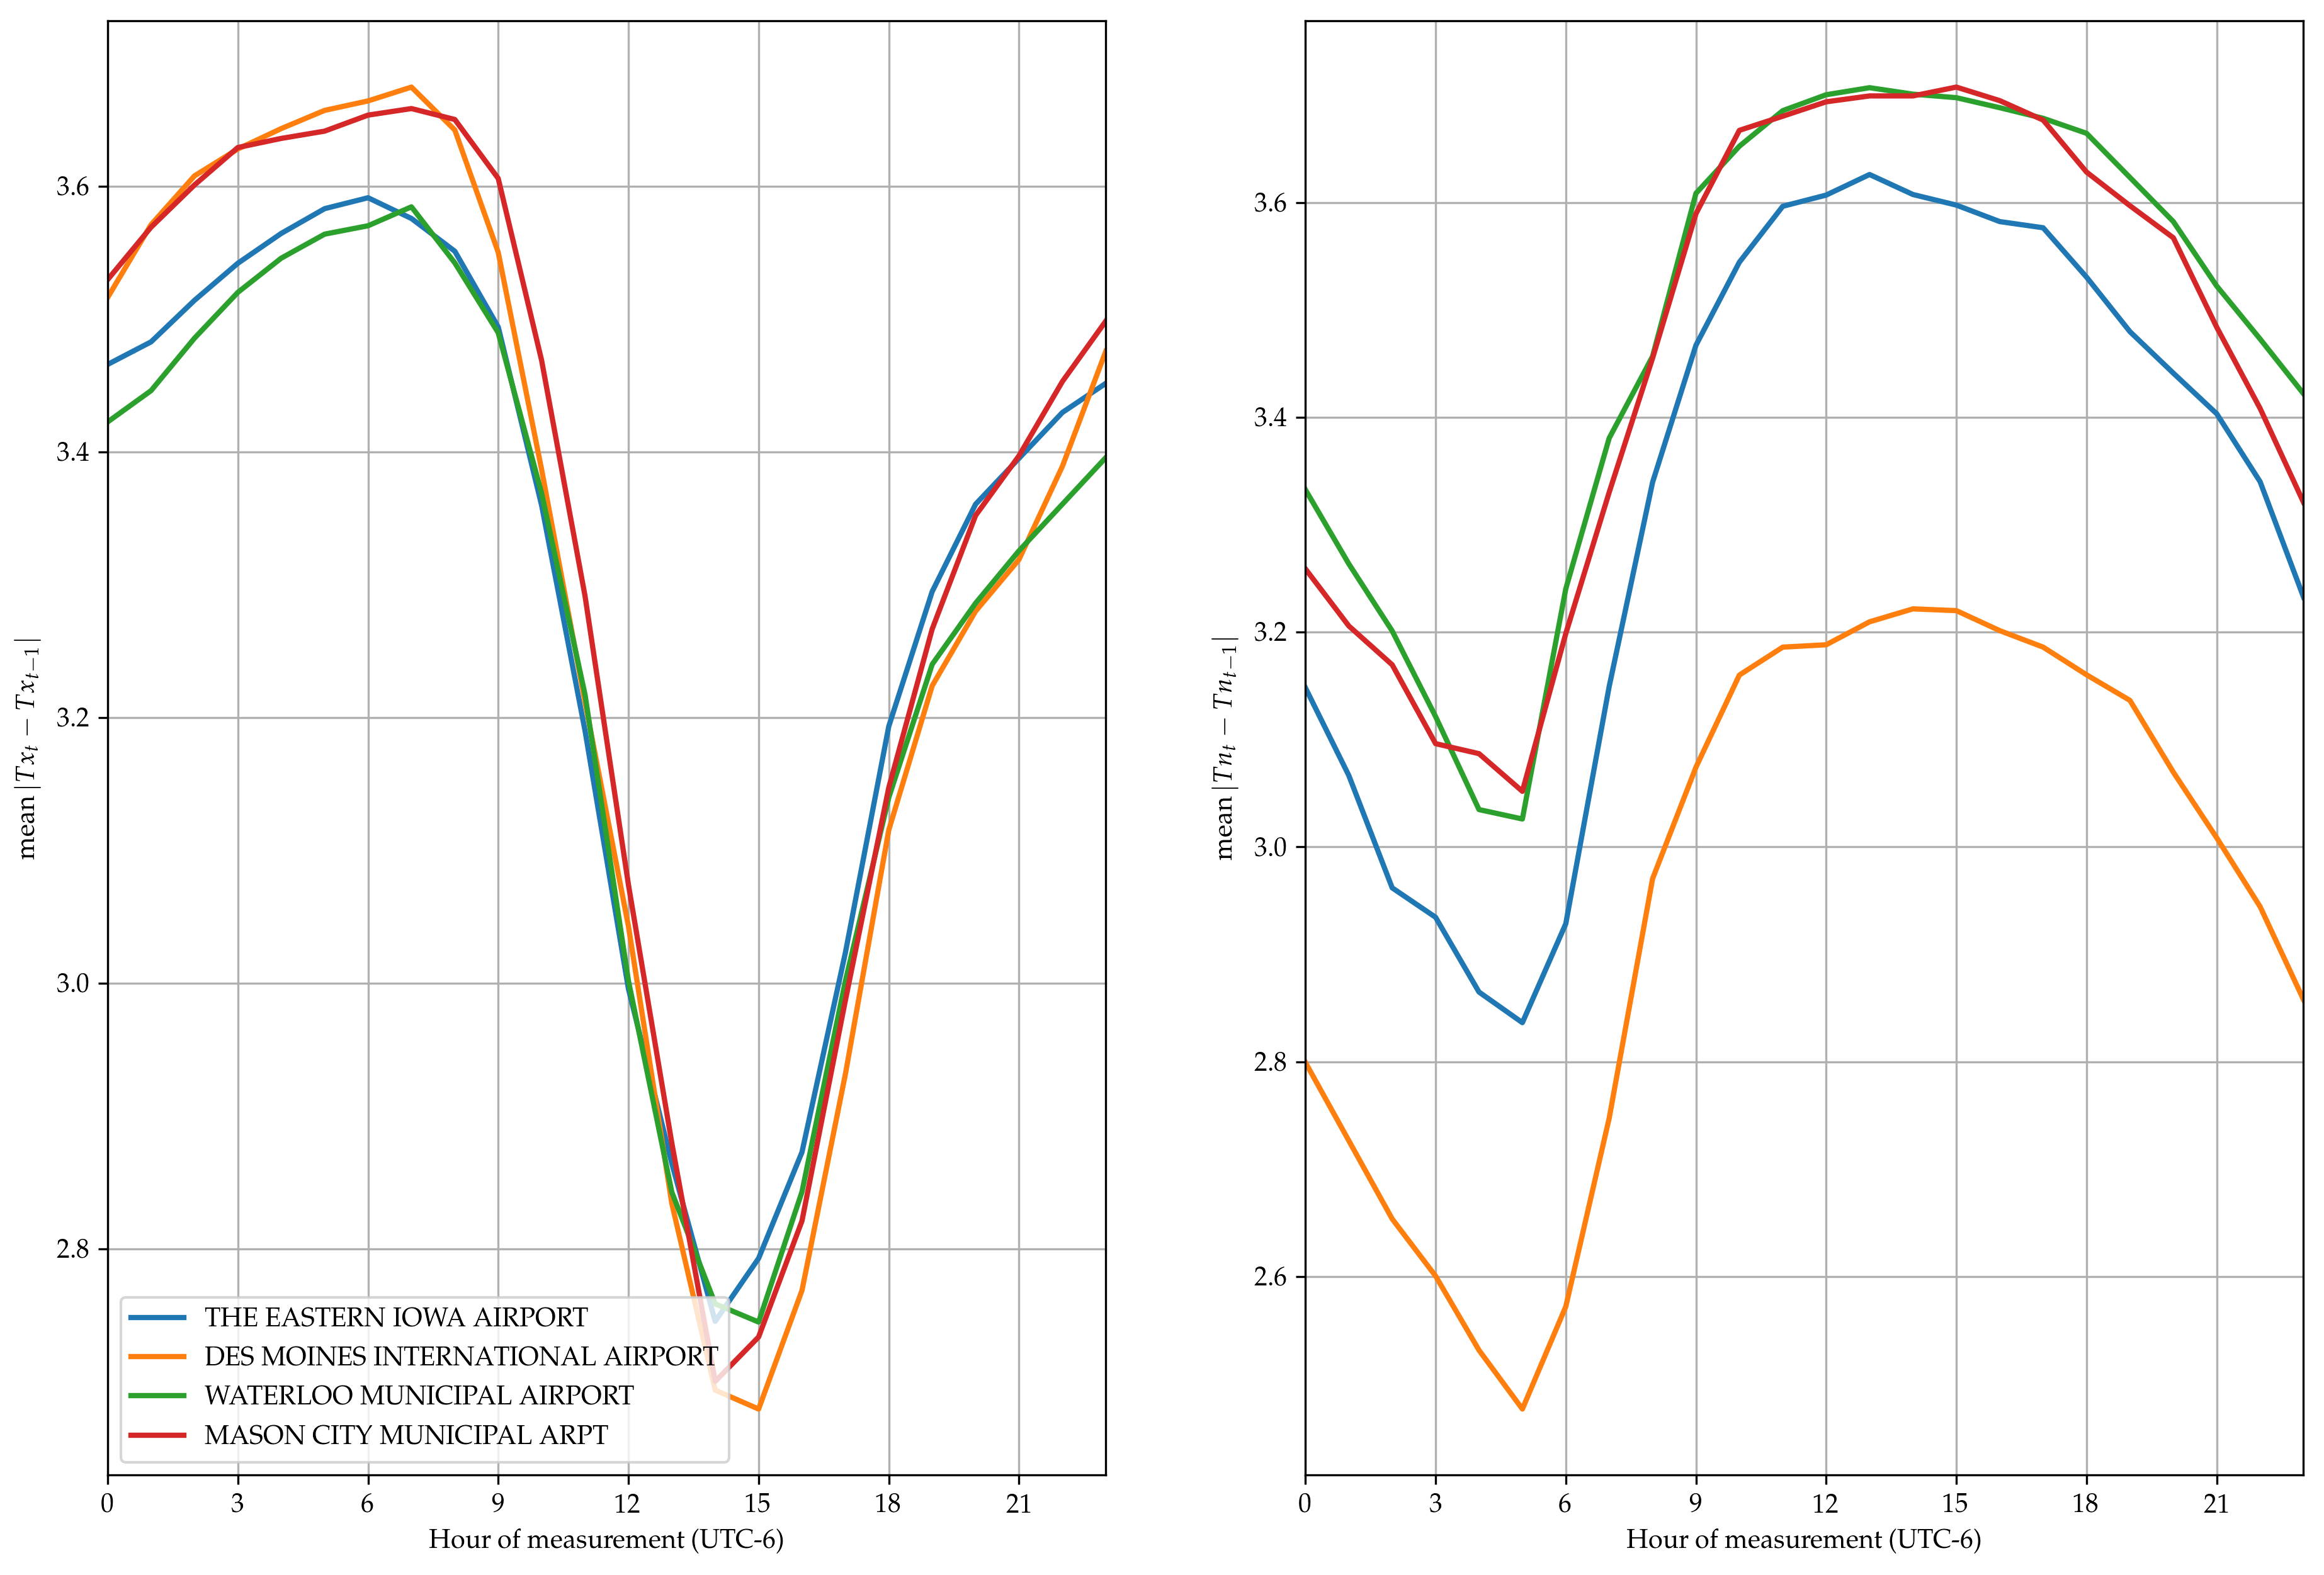 3.6
3.4
3.2
3.0
2.8
mean |Tx_t − Tx_{t−1}|
THE EASTERN IOWA AIRPORT
DES MOINES INTERNATIONAL AIRPORT
WATERLOO MUNICIPAL AIRPORT
MASON CITY MUNICIPAL ARPT
0 3 6 9 12 15 18 21
Hour of measurement (UTC-6)
3.6
3.4
3.2
3.0
2.8
2.6
mean |Tn_t − Tn_{t−1}|
0 3 6 9 12 15 18 21
Hour of measurement (UTC-6)